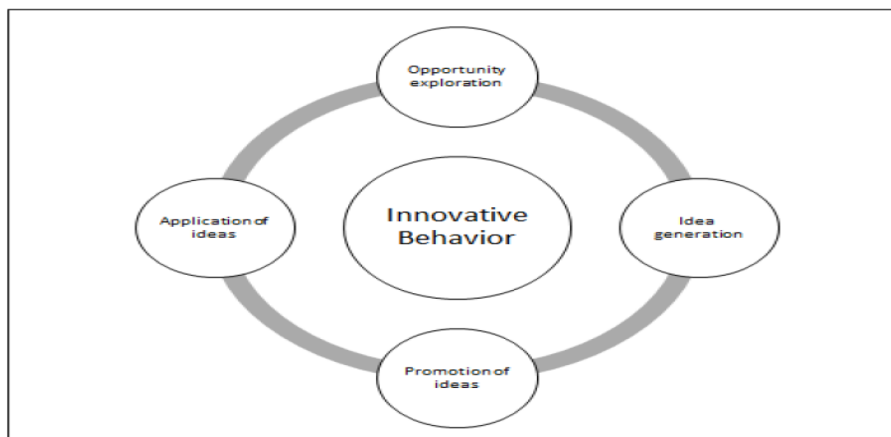 Opportunity
exploration
Application of
ideas
Innovative
Behavior
Idea
generation
Promotion of
ideas